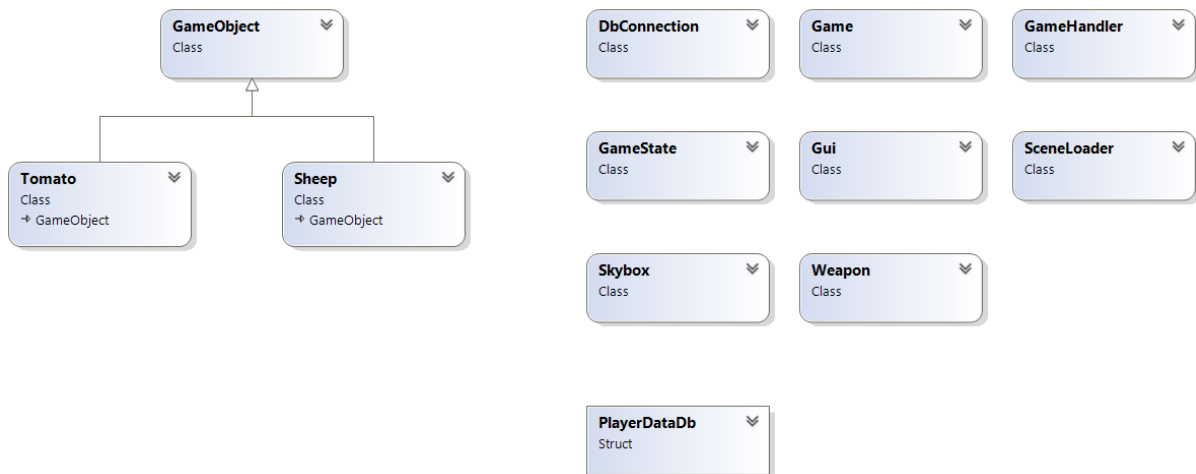 GameObject
Class
Tomato
Class
GameObject
Sheep
Class
GameObject
DbConnection
Class
Game
Class
GameHandler
Class
GameState
Class
Gui
Class
SceneLoader
Class
Skybox
Class
Weapon
Class
PlayerDataDb
Struct